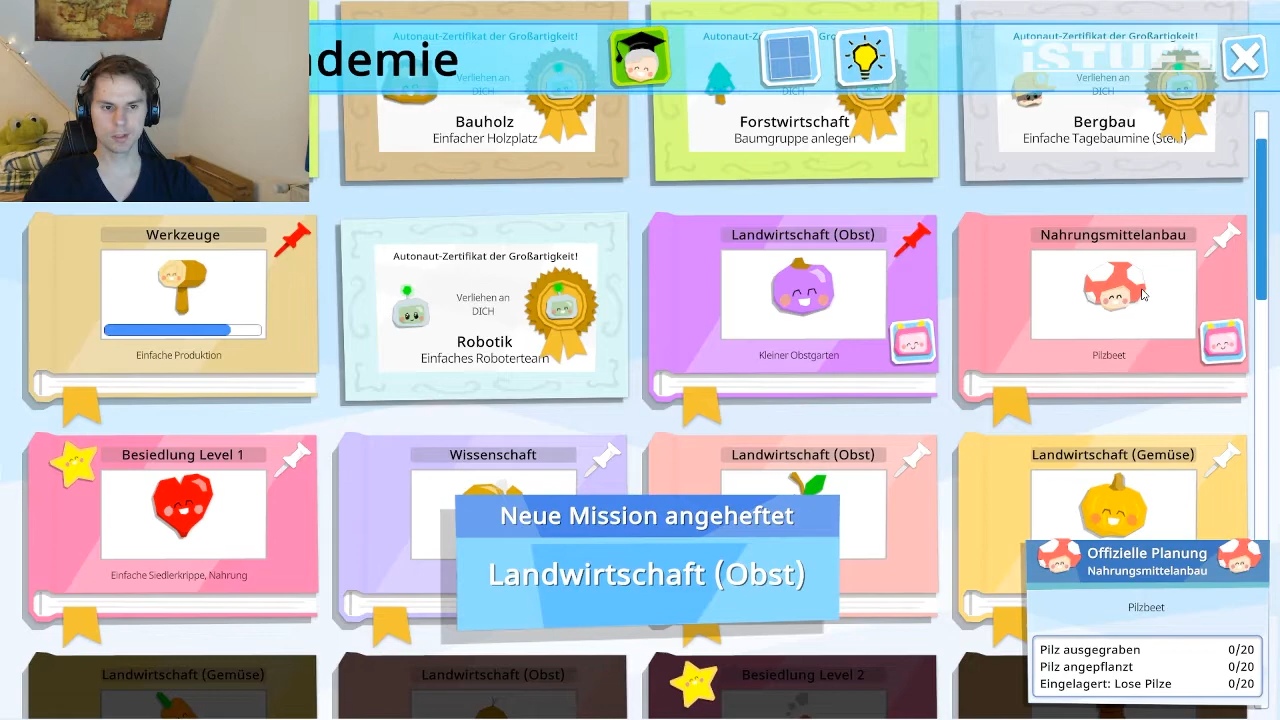 demie
Autonaut-Zertifikat der Großartigkeit!
Verliehen an
DICH
Bauholz
Einfacher Holzplatz
Verliehen an
DICH
Forstwirtschaft
Baumgruppe anlegen
Autonaut-Zertifikat der Großartigkeit!
Verliehen an
DICH
Bergbau
Einfache Tagebaumine (Stein)
Werkzeuge
Einfache Produktion
Autonaut-Zertifikat der Großartigkeit!
Verliehen an
DICH
Robotik
Einfaches Roboterteam
Landwirtschaft (Obst)
Kleiner Obstgarten
Nahrungsmittelanbau
Pilzbeet
Besiedlung Level 1
Einfache Siedlerkrippe, Nahrung
Wissenschaft
Landwirtschaft (Obst)
Landwirtschaft (Gemüse)
Neue Mission angeheftet
Landwirtschaft (Obst)
Offizielle Planung
Nahrungsmittelanbau
Pilzbeet
Pilz ausgegraben 0/20
Pilz angepflanzt 0/20
Eingelagert: Lose Pilze 0/20
Landwirtschaft (Gemüse)
Landwirtschaft (Obst)
Besiedlung Level 2